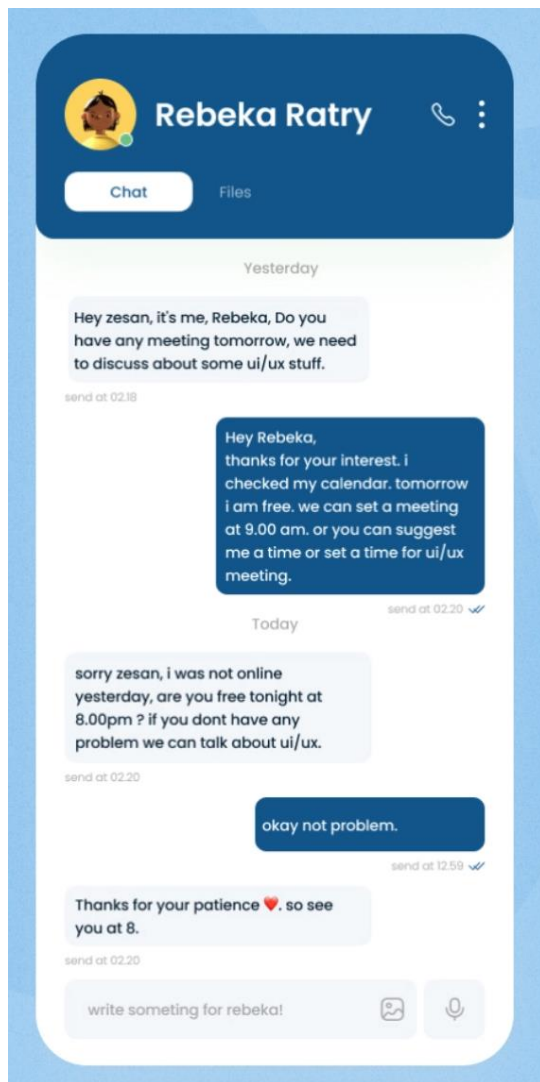 Rebeka Ratry
Chat
Files
Yesterday
Hey zesan, it's me, Rebeka, Do you
have any meeting tomorrow, we need
to discuss about some ui/ux stuff.
send at 02.18
Hey Rebeka,
thanks for your interest. i
checked my calendar. tomorrow
i am free. we can set a meeting
at 9.00 am. or you can suggest
me a time or set a time for ui/ux
meeting.
send at 02.20
Today
sorry zesan, i was not online
yesterday, are you free tonight at
8.00pm ? if you dont have any
problem we can talk about ui/ux.
send at 02.20
okay not problem.
send at 12.59
Thanks for your patience ❤️. so see
you at 8.
send at 02.20
write someting for rebeka!